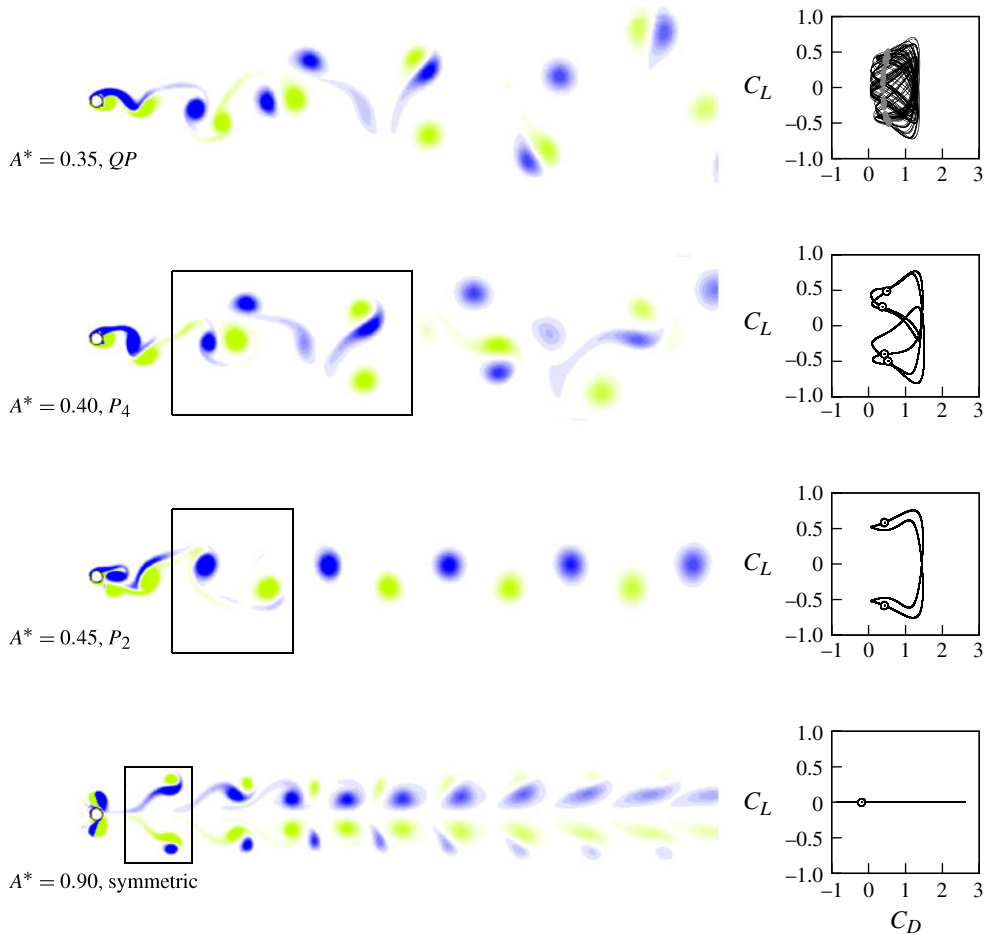 1.0
0.5
C_L 0
–0.5
–1.0
–1 0 1 2 3
A* = 0.35, QP
1.0
0.5
C_L 0
–0.5
–1.0
–1 0 1 2 3
A* = 0.40, P_4
1.0
0.5
C_L 0
–0.5
–1.0
–1 0 1 2 3
A* = 0.45, P_2
1.0
0.5
C_L 0
–0.5
–1.0
–1 0 1 2 3
A* = 0.90, symmetric
C_D